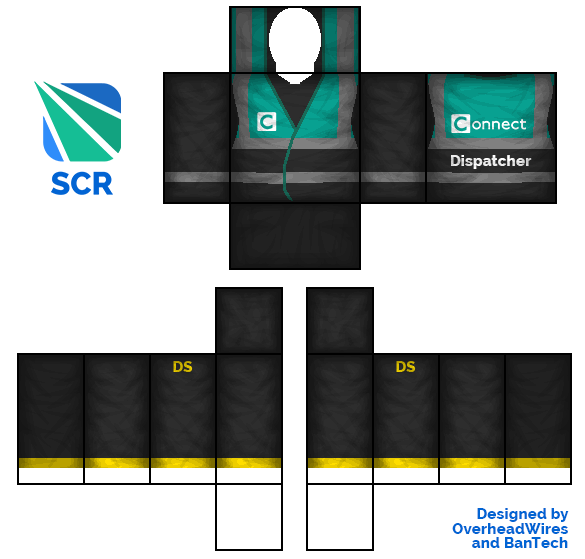 SCR
C
Connect
Dispatcher
DS
DS
Designed by
OverheadWires
and BanTech